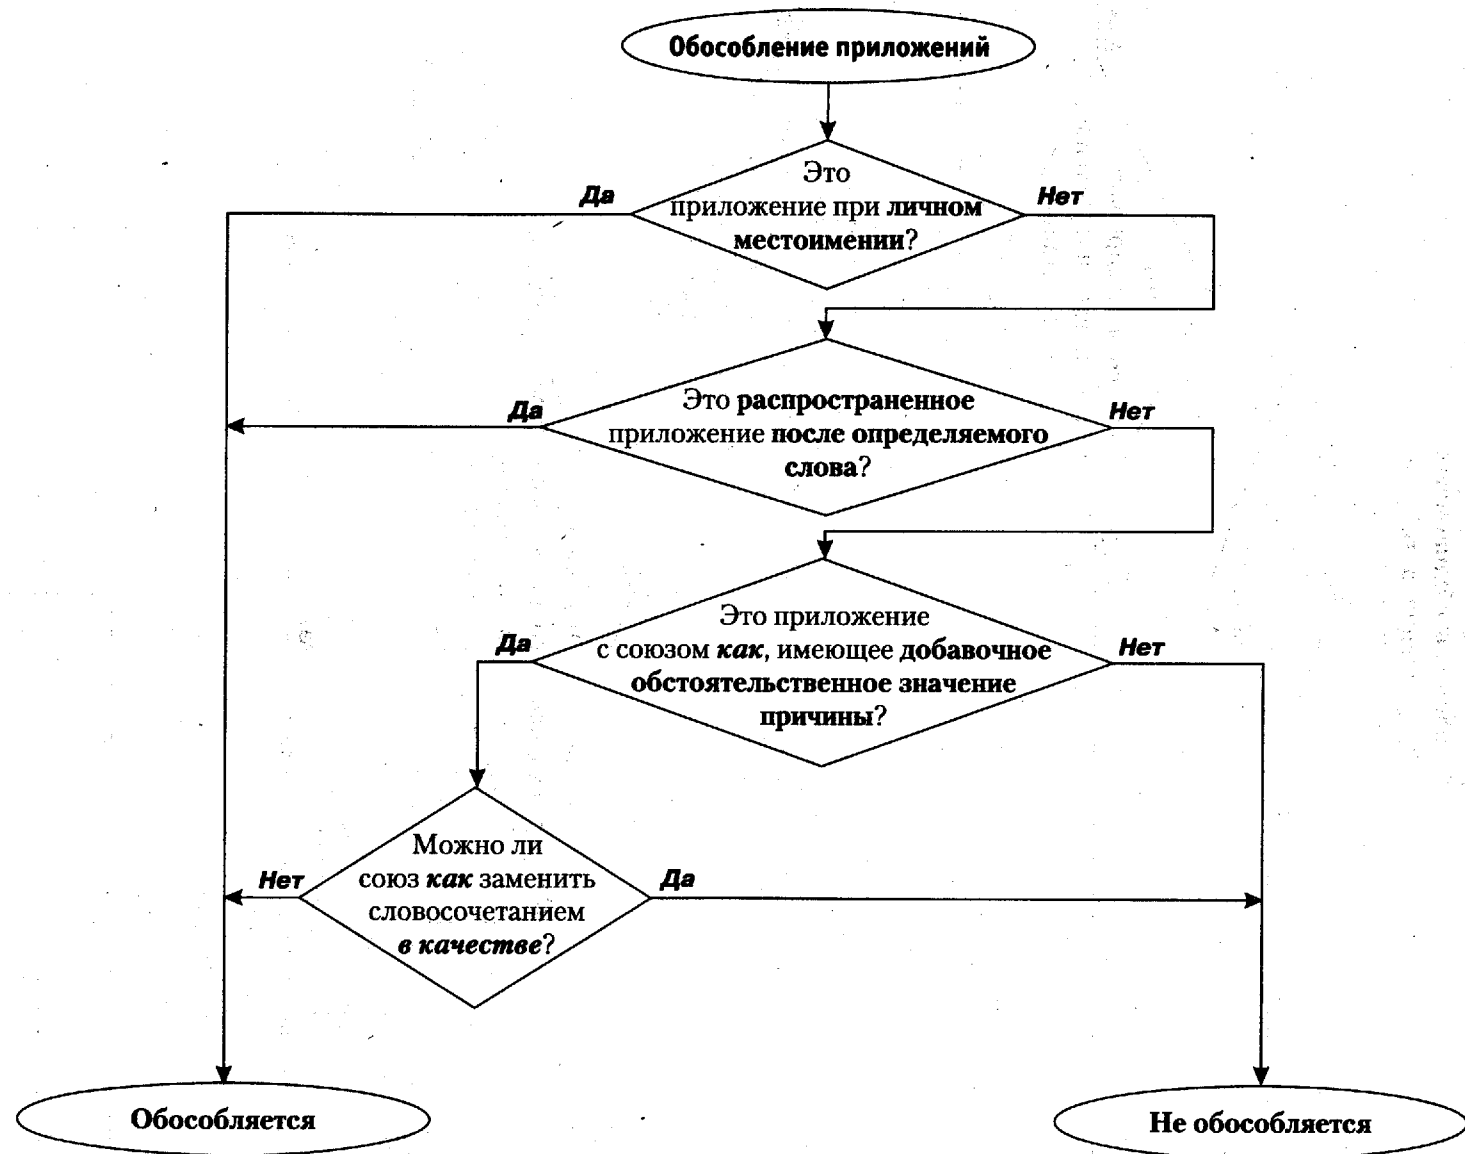 Обособление приложений
Это
приложение при личном
местоимении?
Да
Нет
Это распространенное
приложение после определяемого
слова?
Да
Нет
Это приложение
с союзом как, имеющее добавочное
обстоятельственное значение
причины?
Да
Нет
Можно ли
союз как заменить
словосочетанием
в качестве?
Нет
Да
Обособляется
Не обособляется